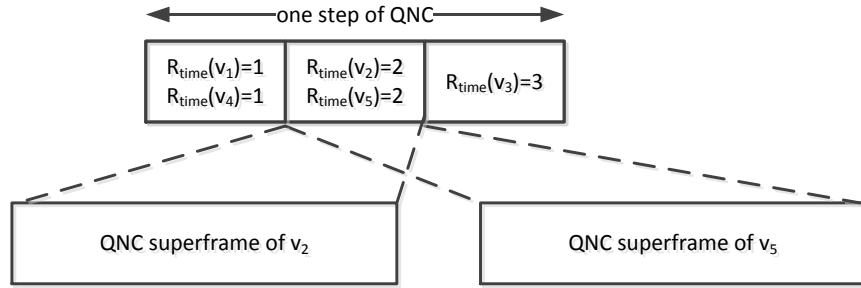 one step of QNC
R_time(v_1)=1
R_time(v_4)=1
R_time(v_2)=2
R_time(v_5)=2
R_time(v_3)=3
QNC superframe of v_2
QNC superframe of v_5